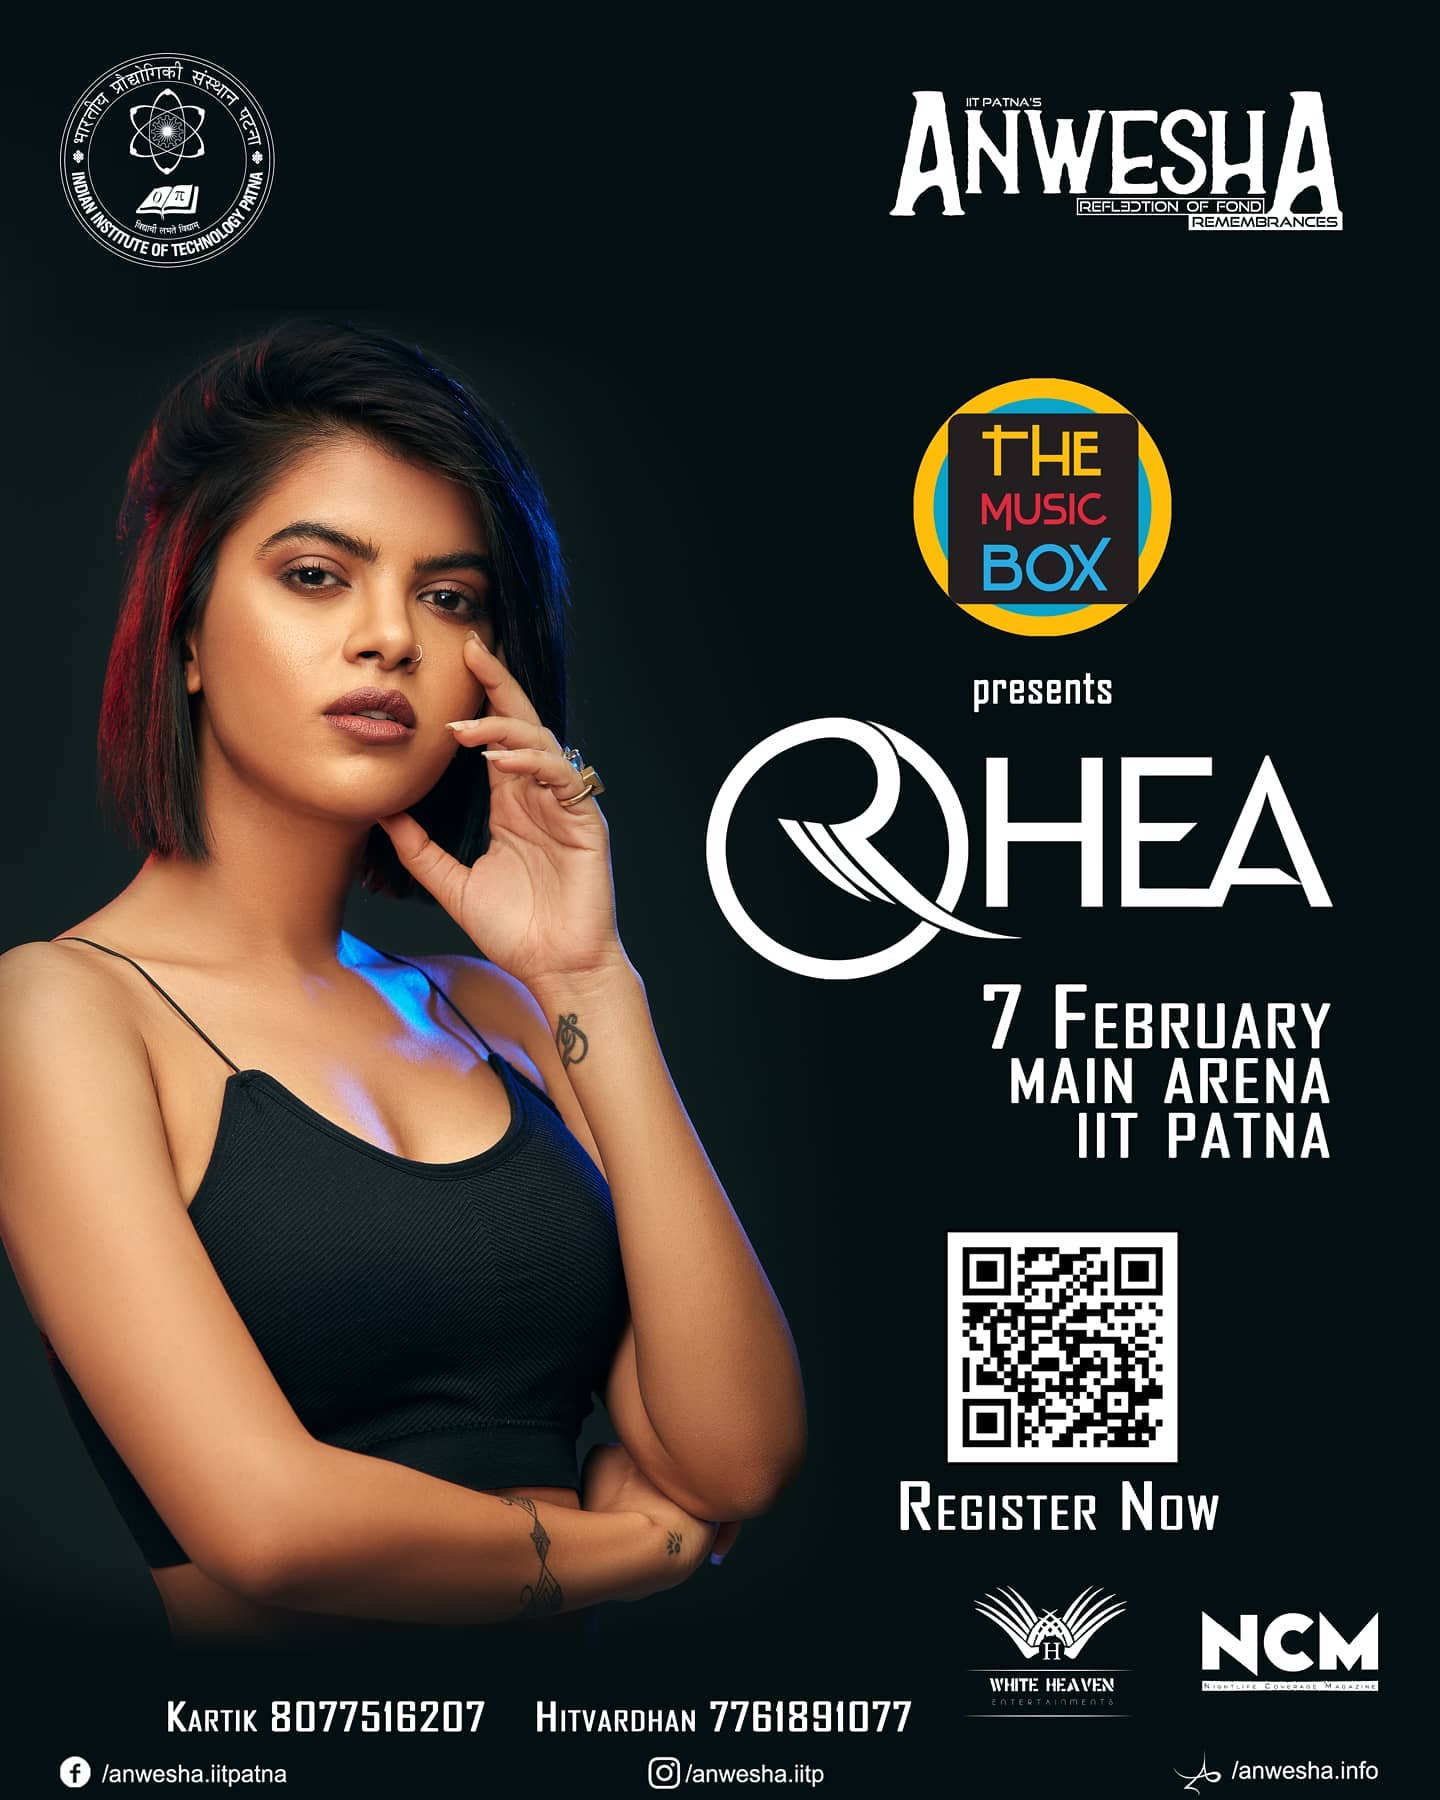 भारतीय प्रौद्योगिकी संस्थान पटना
INDIAN INSTITUTE OF TECHNOLOGY PATNA
विद्यार्थी लभते विद्याम्
IIT PATNA'S
ANWESHA
REFLECTION OF FOND
REMEMBRANCES
THE
MUSIC
BOX
presents
RHEA
7 FEBRUARY
MAIN ARENA
IIT PATNA
REGISTER NOW
H
WHITE HEAVEN
ENTERTAINMENTS
NCM
NIGHTLIFE COVERAGE MAGAZINE
KARTIK 8077516207 HITVARDHAN 7761891077
/anwesha.iitpatna /anwesha.iitp /anwesha.info